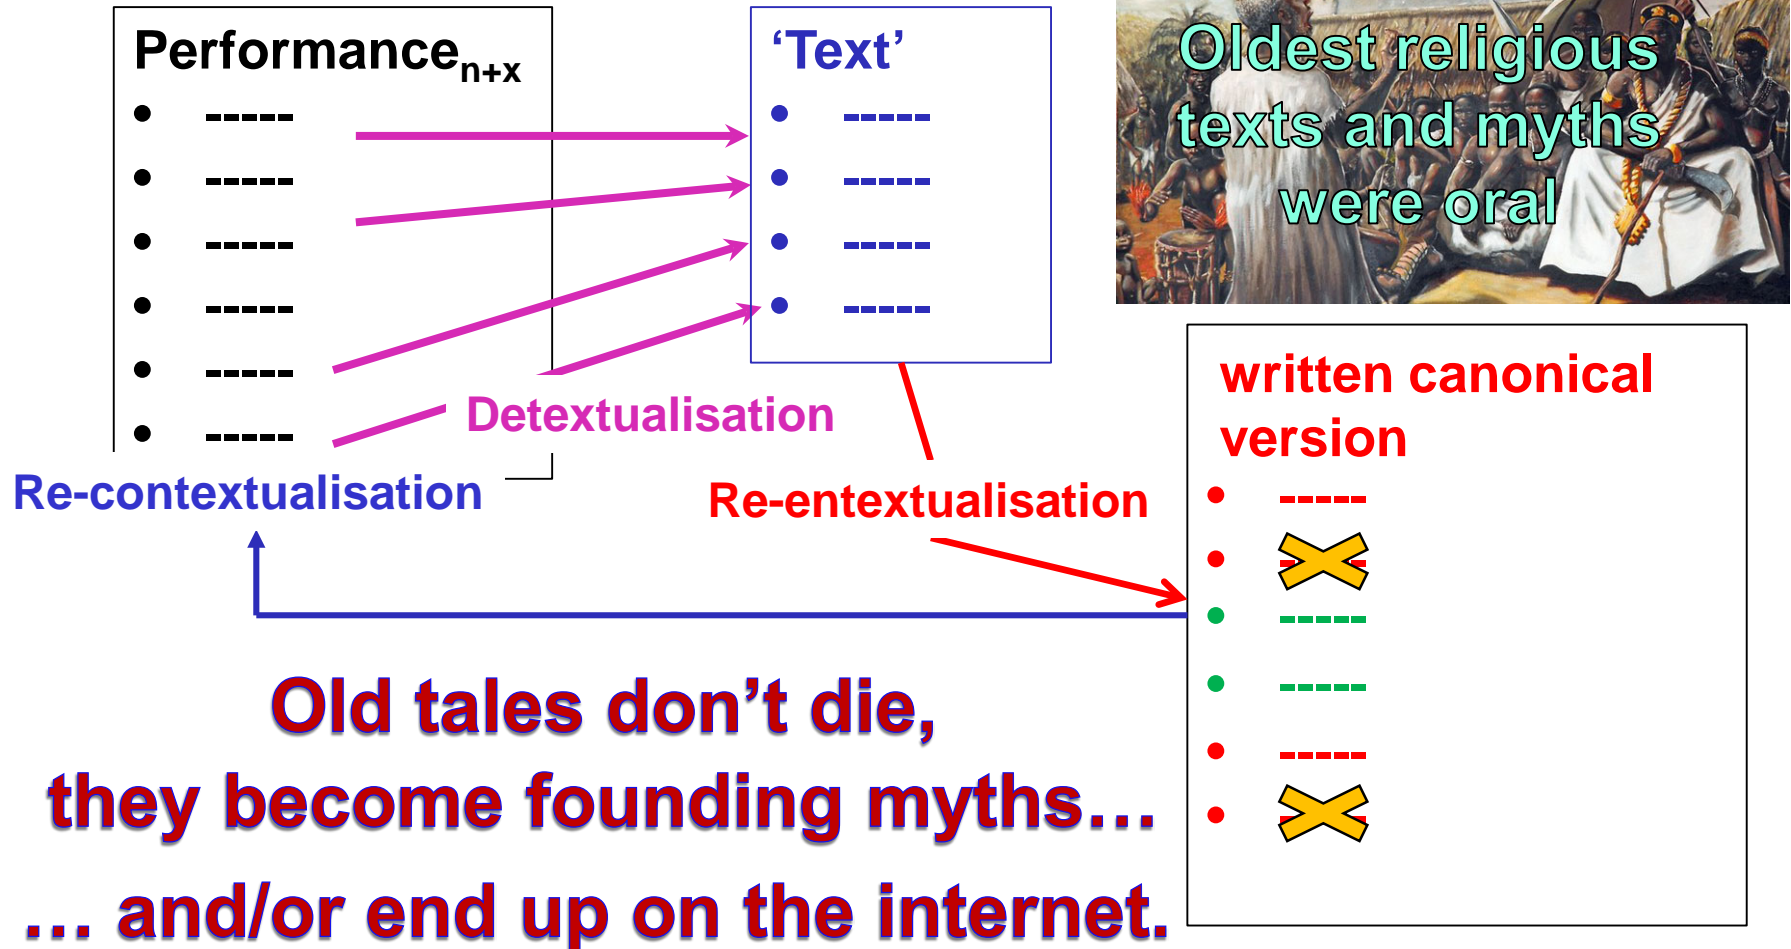 Performance n+x
• -----
• -----
• -----
• -----
• -----
• -----
‘Text’
• -----
• -----
• -----
• -----
Oldest religious
texts and myths
were oral
Detextualisation
Re-contextualisation
Re-entextualisation
written canonical
version
• -----
• -----
• -----
• -----
• -----
• -----
Old tales don’t die,
they become founding myths…
… and/or end up on the internet.